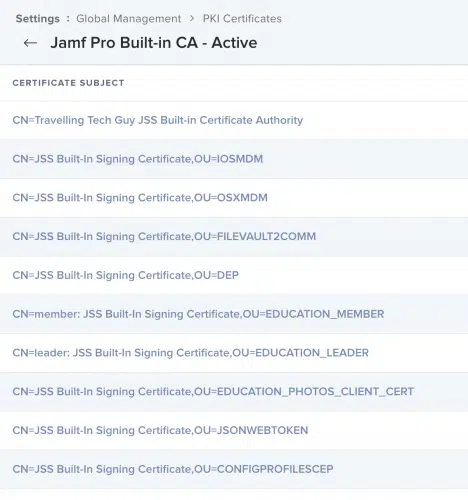 Settings : Global Management > PKI Certificates
← Jamf Pro Built-in CA - Active
CERTIFICATE SUBJECT
CN=Travelling Tech Guy JSS Built-in Certificate Authority
CN=JSS Built-In Signing Certificate,OU=IOSMDM
CN=JSS Built-In Signing Certificate,OU=OSXMDM
CN=JSS Built-In Signing Certificate,OU=FILEVAULT2COMM
CN=JSS Built-In Signing Certificate,OU=DEP
CN=member: JSS Built-In Signing Certificate,OU=EDUCATION_MEMBER
CN=leader: JSS Built-In Signing Certificate,OU=EDUCATION_LEADER
CN=JSS Built-In Signing Certificate,OU=EDUCATION_PHOTOS_CLIENT_CERT
CN=JSS Built-In Signing Certificate,OU=JSONWEBTOKEN
CN=JSS Built-In Signing Certificate,OU=CONFIGPROFILESCEP